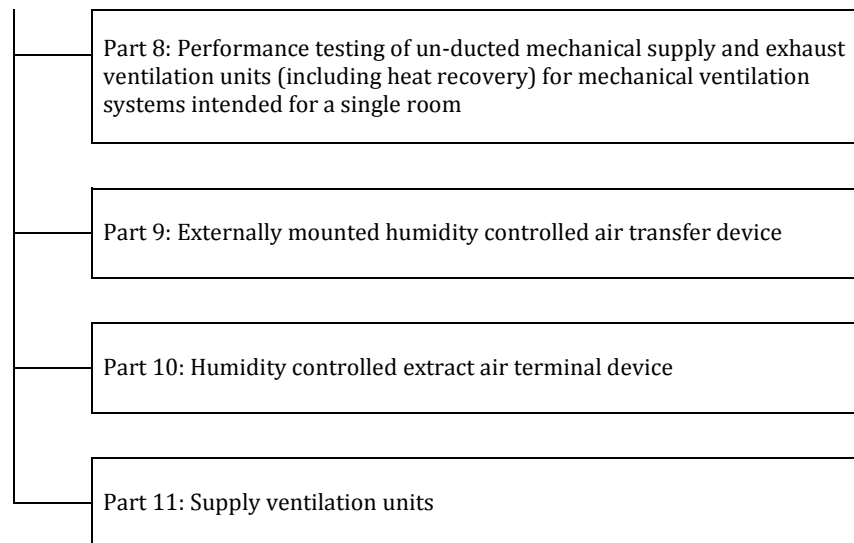 Part 8: Performance testing of un-ducted mechanical supply and exhaust
ventilation units (including heat recovery) for mechanical ventilation
systems intended for a single room
Part 9: Externally mounted humidity controlled air transfer device
Part 10: Humidity controlled extract air terminal device
Part 11: Supply ventilation units